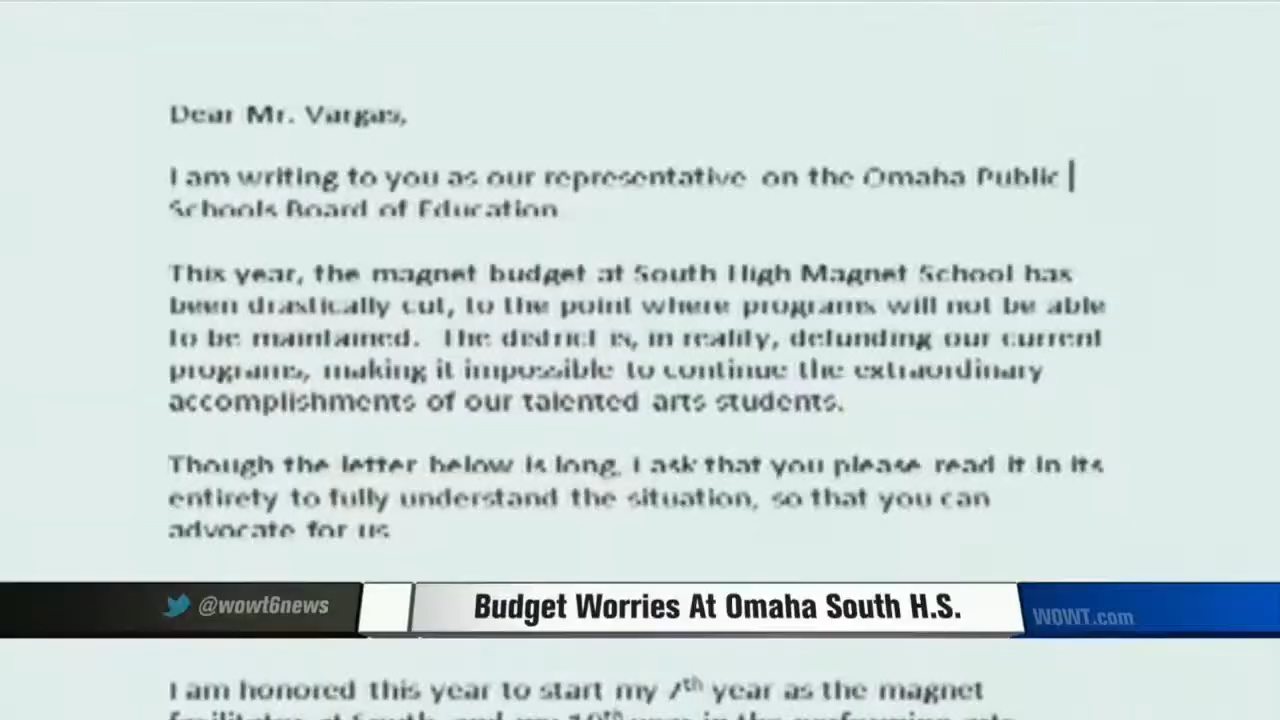 Dear Mr. Vargas,
I am writing to you as our representative on the Omaha Public
Schools Board of Education
This year, the magnet budget at South High Magnet School has
been drastically cut, to the point where programs will not be able
to be maintained. The district is, in reality, defunding our current
programs, making it impossible to continue the extraordinary
accomplishments of our talented arts students.
Though the letter below is long, I ask that you please read it in its
entirety to fully understand the situation, so that you can
advocate for us
@wowt6news
Budget Worries At Omaha South H.S.
WOWT.com
I am honored this year to start my 7th year as the magnet